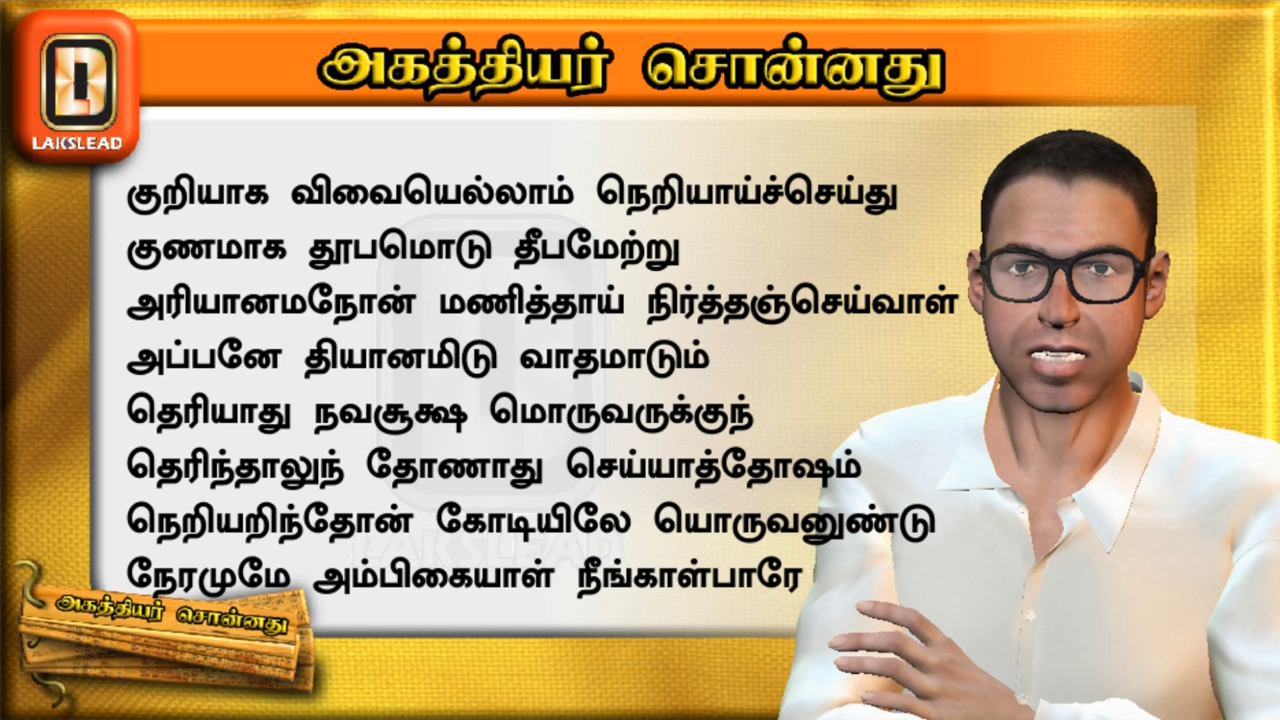 LAKSLEAD
அகத்தியர் சொன்னது
குறியாக விவையெல்லாம் நெறியாய்ச்செய்து
குணமாக தூபமொடு தீபமேற்று
அரியானமநோன் மணித்தாய் நிர்த்தஞ்செய்வாள்
அப்பனே தியானமிடு வாதமாடும்
தெரியாது நவசூக்ஷ மொருவருக்குந்
தெரிந்தாலுந் தோணாது செய்யாத்தோஷம்
நெறியறிந்தோன் கோடியிலே யொருவனுண்டு
நேரமுமே அம்பிகையாள் நீங்காள்பாரே
LAKSLEAD
அகத்தியர் சொன்னது